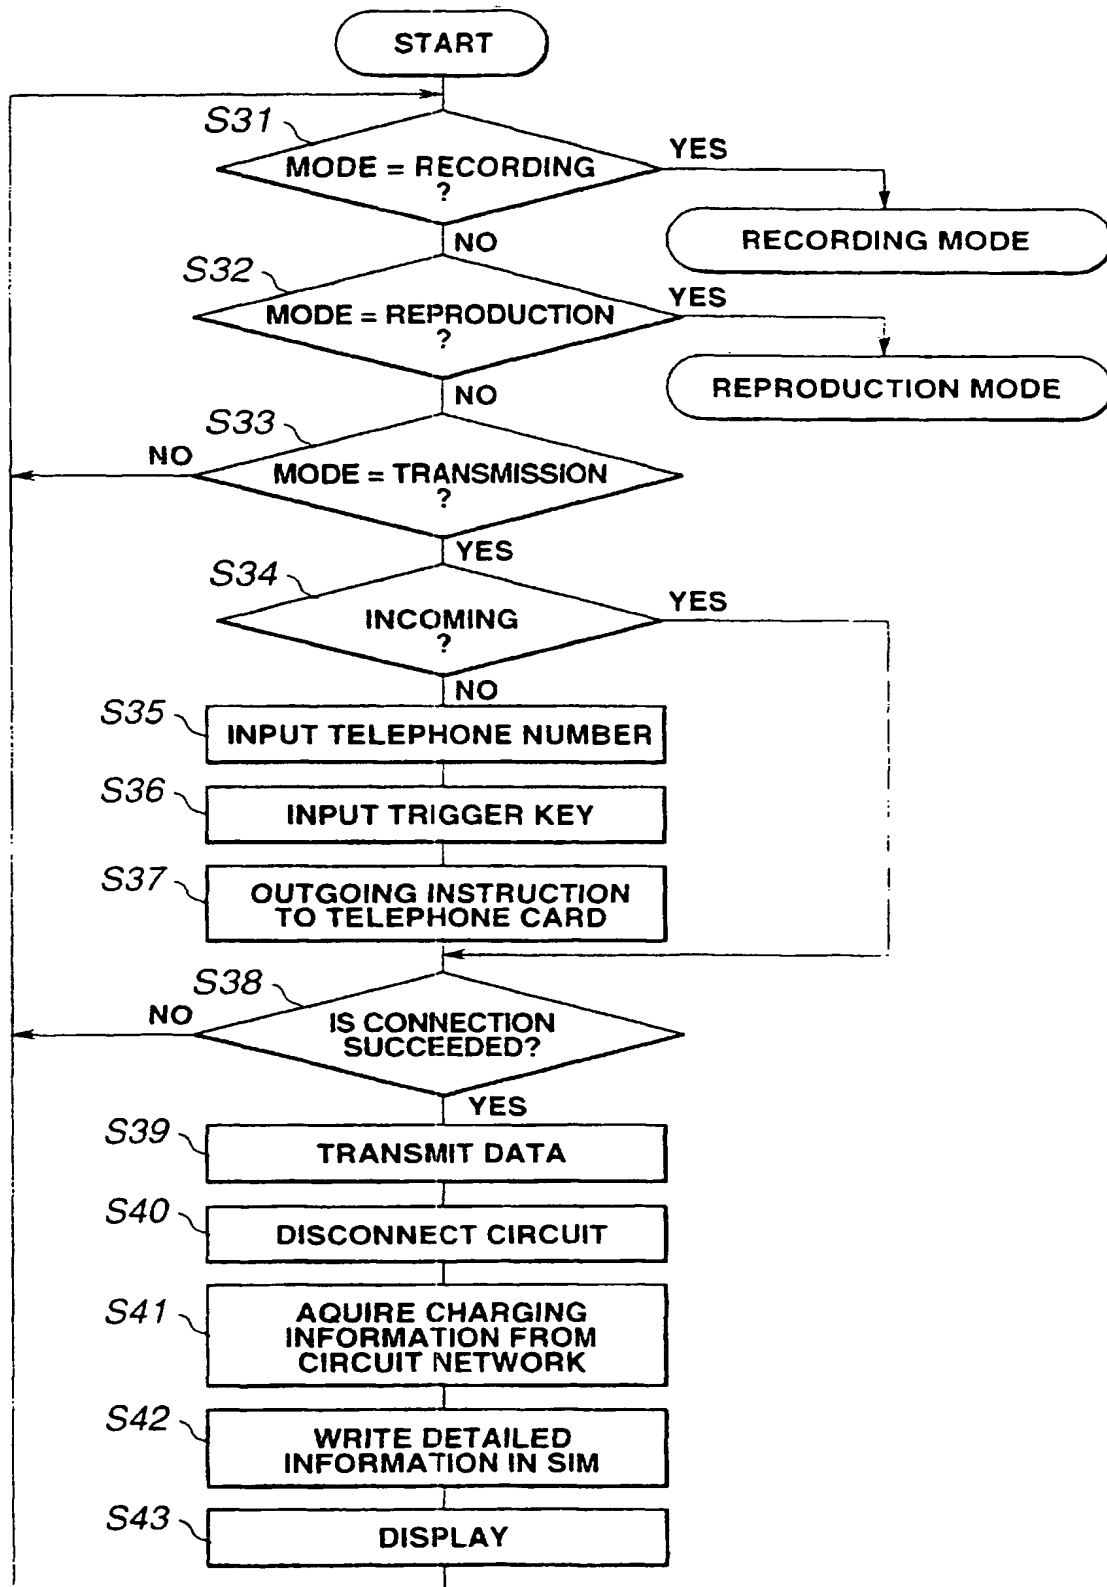 START
S31
MODE = RECORDING
?
YES
RECORDING MODE
NO
S32
MODE = REPRODUCTION
?
YES
REPRODUCTION MODE
NO
S33
NO
MODE = TRANSMISSION
?
YES
S34
INCOMING
?
YES
NO
S35
INPUT TELEPHONE NUMBER
S36
INPUT TRIGGER KEY
S37
OUTGOING INSTRUCTION
TO TELEPHONE CARD
S38
NO
IS CONNECTION
SUCCEEDED?
YES
S39
TRANSMIT DATA
S40
DISCONNECT CIRCUIT
S41
AQUIRE CHARGING
INFORMATION FROM
CIRCUIT NETWORK
S42
WRITE DETAILED
INFORMATION IN SIM
S43
DISPLAY